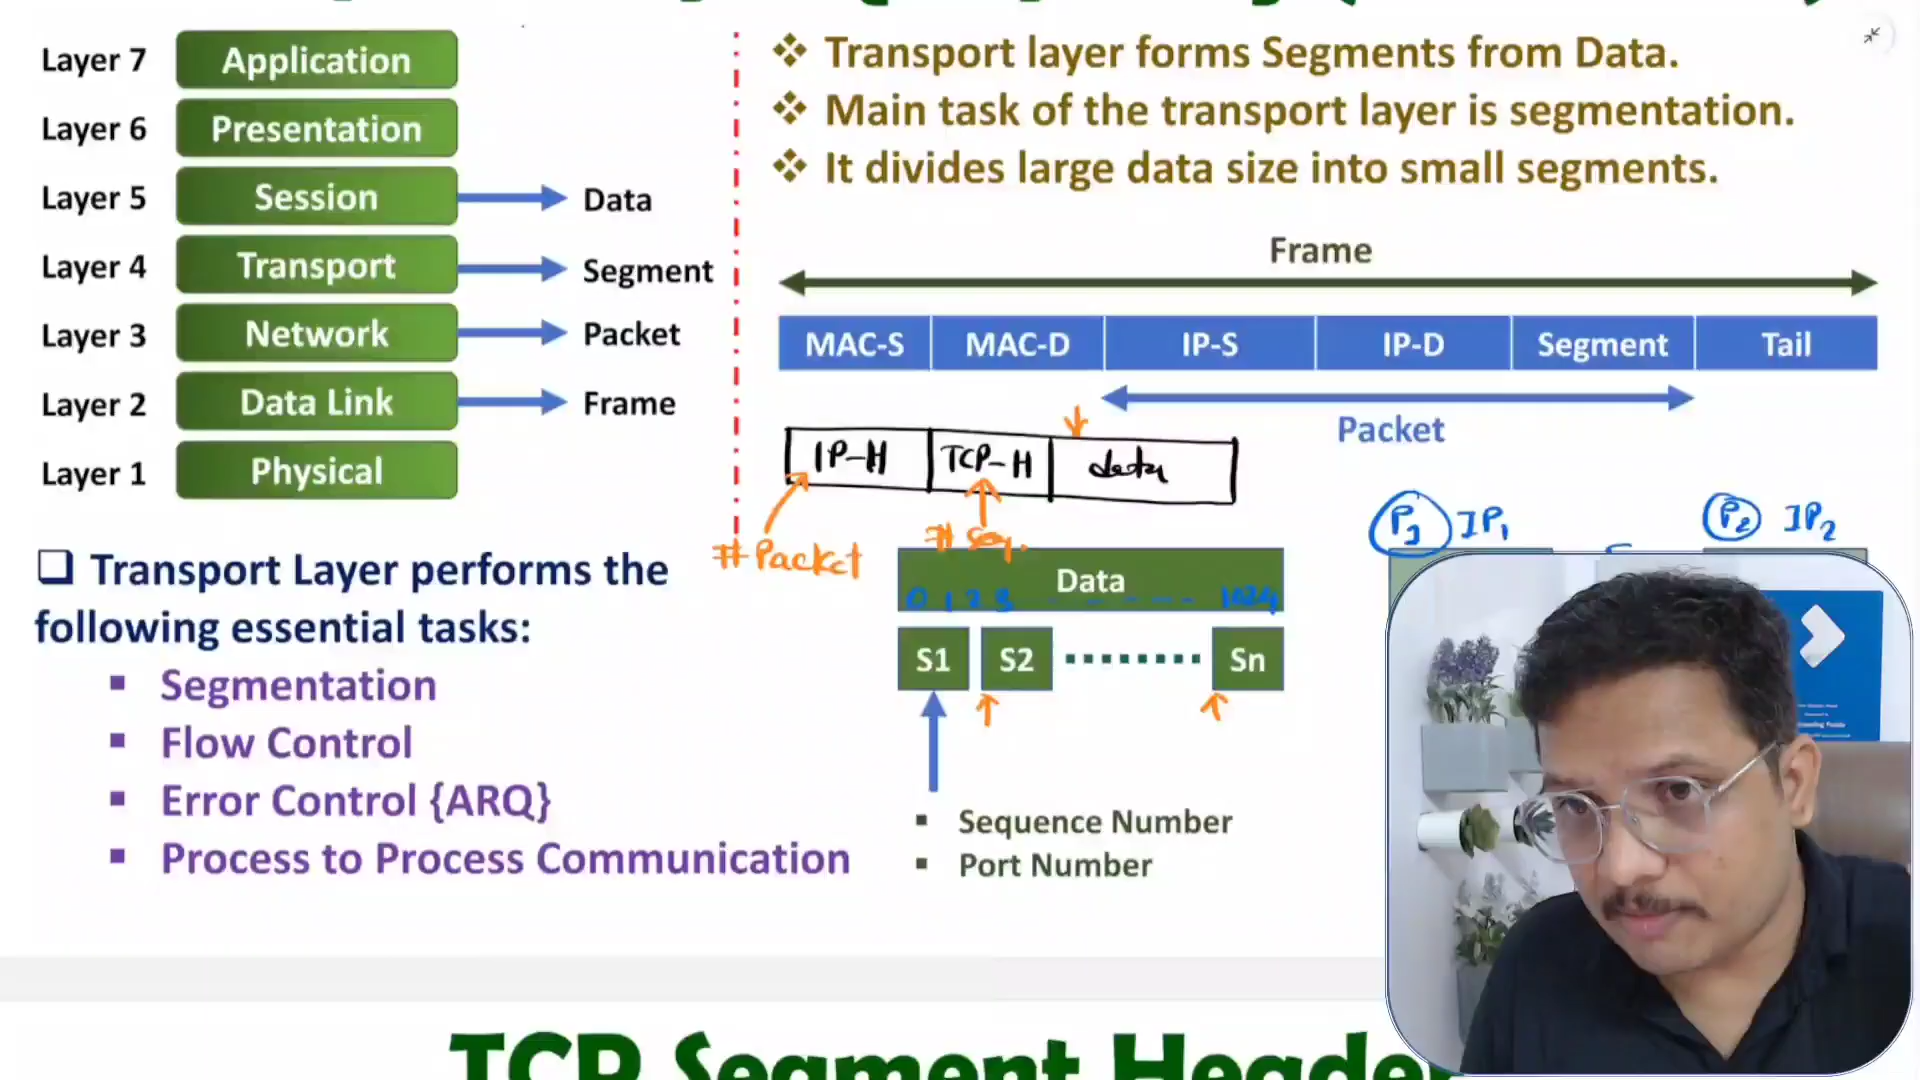 Layer 7 Application
Layer 6 Presentation
Layer 5 Session Data
Layer 4 Transport Segment
Layer 3 Network Packet
Layer 2 Data Link Frame
Layer 1 Physical
❑ Transport Layer performs the
following essential tasks:
▪ Segmentation
▪ Flow Control
▪ Error Control {ARQ}
▪ Process to Process Communication
❖ Transport layer forms Segments from Data.
❖ Main task of the transport layer is segmentation.
❖ It divides large data size into small segments.
Frame
MAC-S MAC-D IP-S IP-D Segment Tail
Packet
IP-H TCP-H data
# Packet # Seq.
P1 IP1 P2 IP2
Data
0 1 2 3 - - - - 1024
S1 S2 Sn
▪ Sequence Number
▪ Port Number
TCP Segment Header